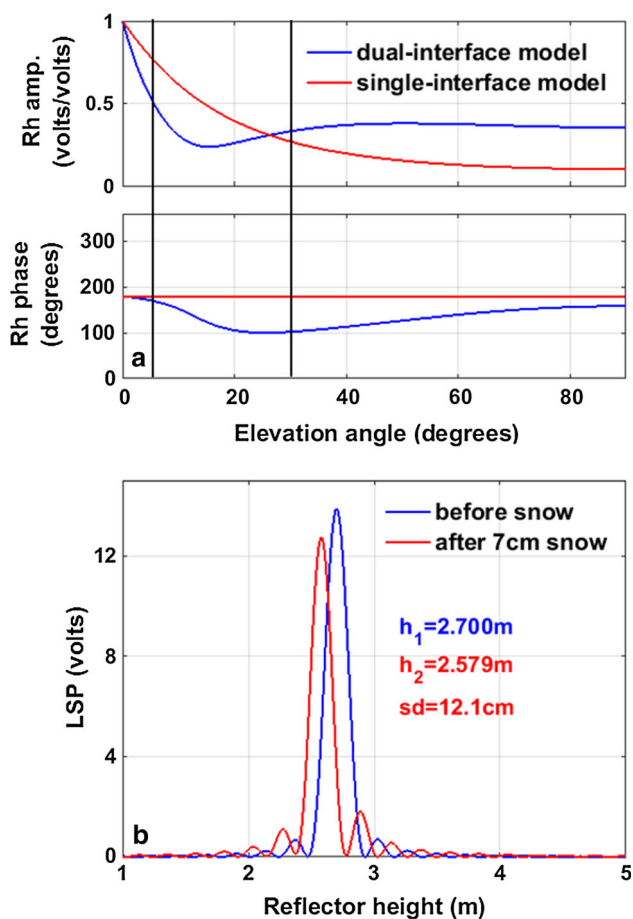 1
0.5
0
Rh amp.
(volts/volts)
dual-interface model
single-interface model
300
200
100
0
Rh phase
(degrees)
a
0 20 40 60 80
Elevation angle (degrees)
12
8
4
0
LSP (volts)
before snow
after 7cm snow
h₁=2.700m
h₂=2.579m
sd=12.1cm
b
1 2 3 4 5
Reflector height (m)